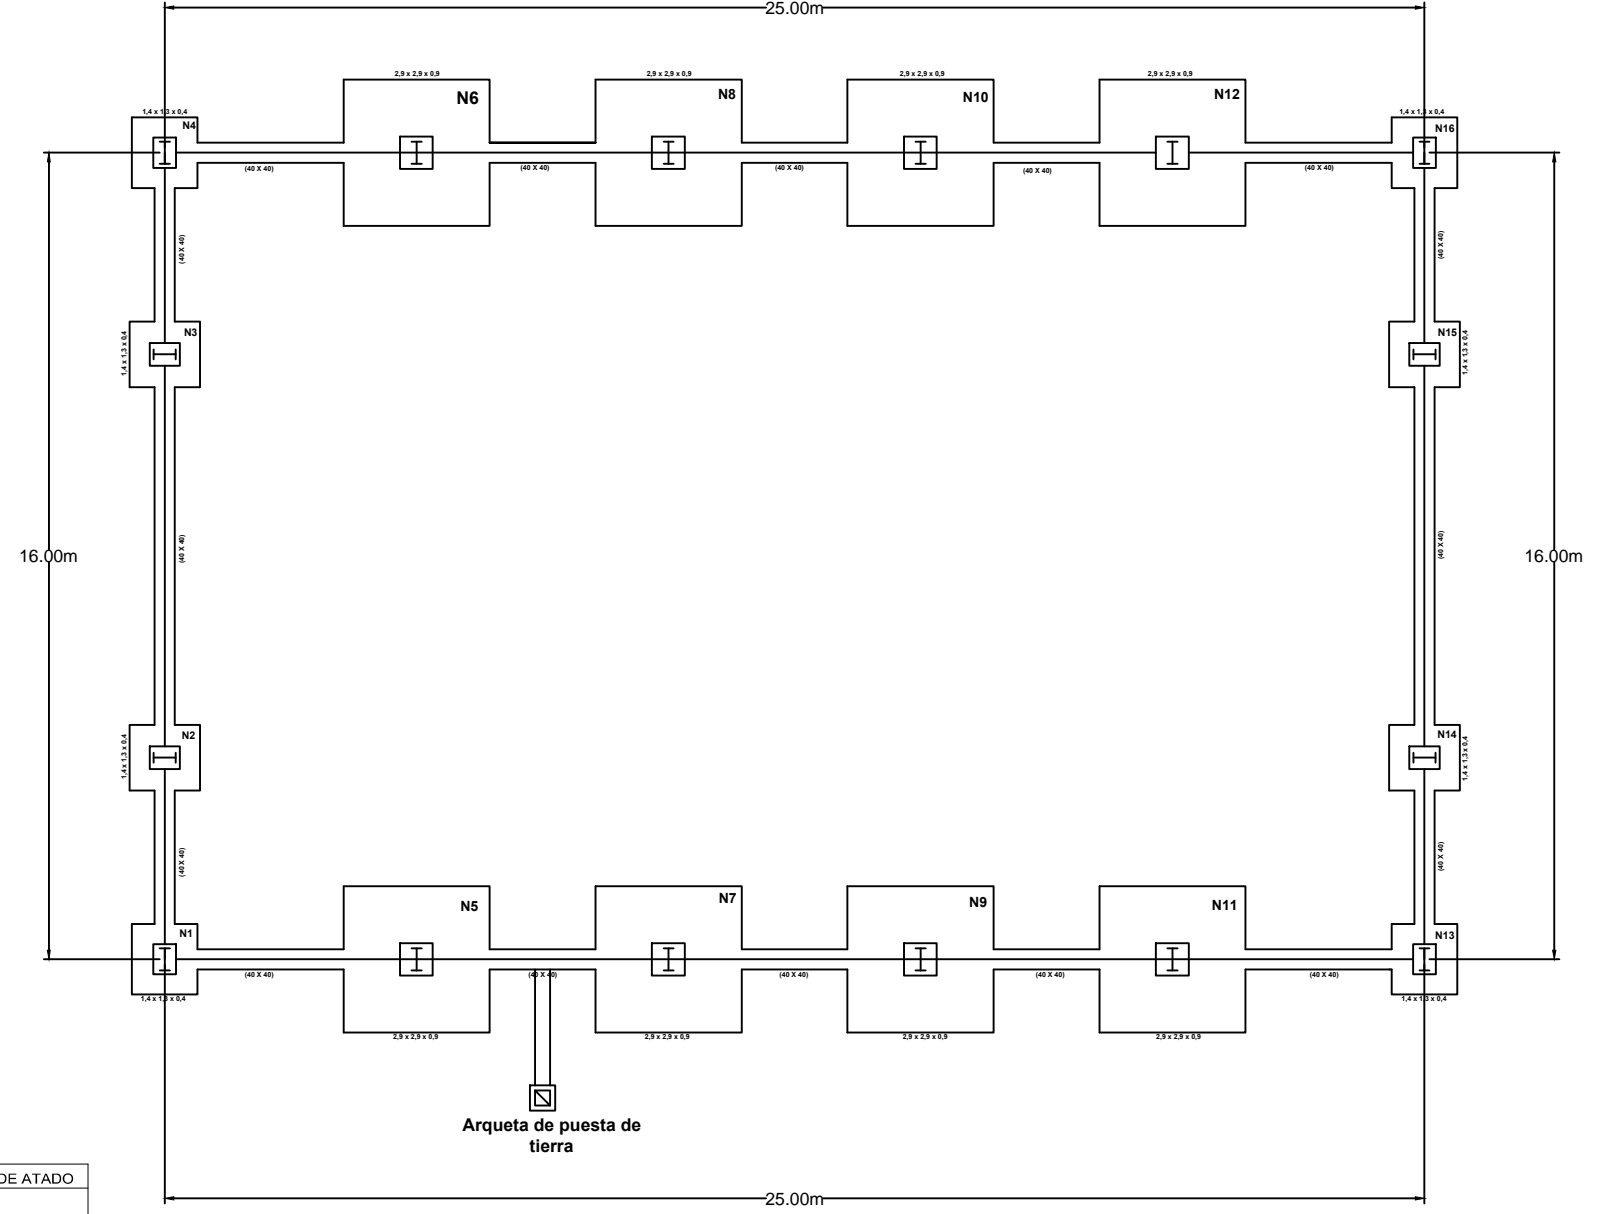 25.00m
2,9 x 2,9 x 0,9
2,9 x 2,9 x 0,9
2,9 x 2,9 x 0,9
2,9 x 2,9 x 0,9
N6
N8
N10
N12
1,4 x 1,3 x 0,4
N4
1,4 x 1,3 x 0,4
N16
(40 X 40)
(40 X 40)
(40 X 40)
(40 X 40)
(40 X 40)
(40 X 40)
(40 X 40)
1,4 x 1,3 x 0,4
N3
N15
1,4 x 1,3 x 0,4
16.00m
(40 X 40)
(40 X 40)
16.00m
1,4 x 1,3 x 0,4
N2
N14
1,4 x 1,3 x 0,4
(40 X 40)
(40 X 40)
N5
N7
N9
N11
N1
N13
(40 X 40)
(40 X 40)
(40 X 40)
(40 X 40)
(40 X 40)
1,4 x 1,3 x 0,4
1,4 x 1,3 x 0,4
2,9 x 2,9 x 0,9
2,9 x 2,9 x 0,9
2,9 x 2,9 x 0,9
2,9 x 2,9 x 0,9
Arqueta de puesta de
tierra
DE ATADO
25.00m